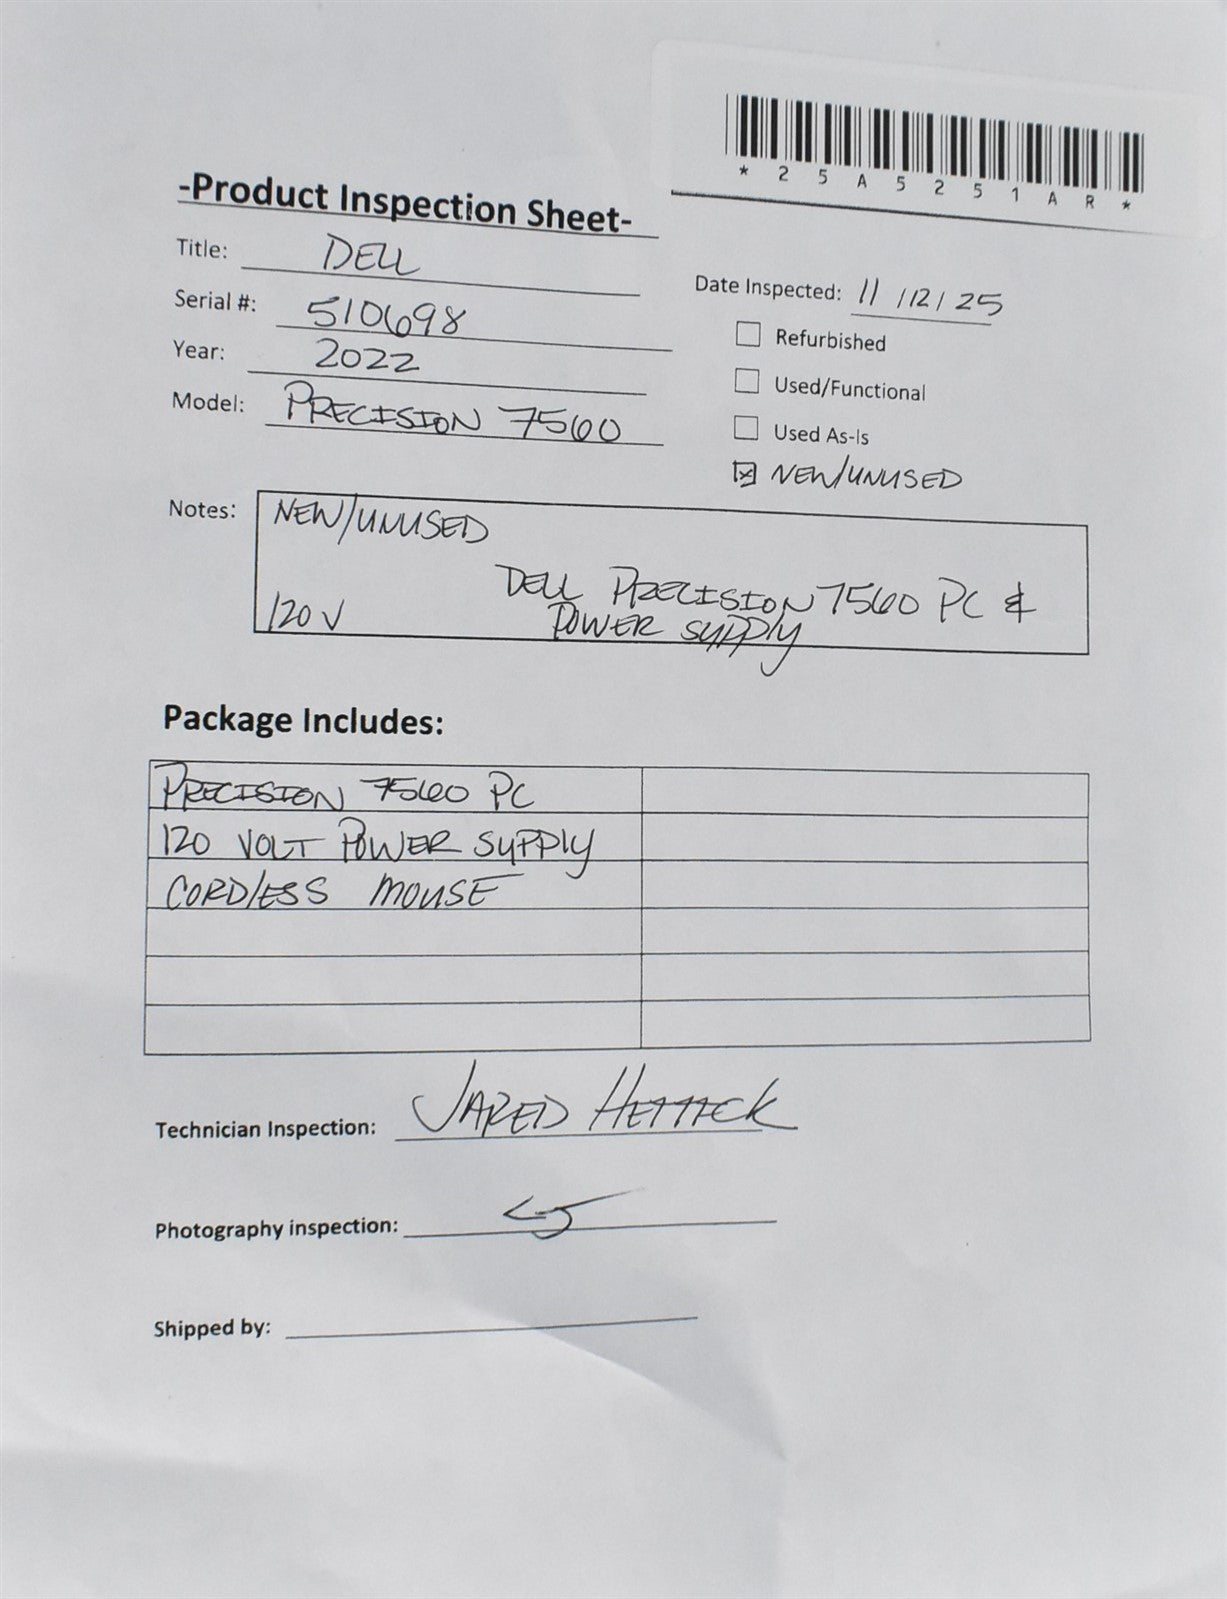 *25A5251AR*
-Product Inspection Sheet-
Title: DELL
Serial #: 510698
Year: 2022
Model: PRECISION 7560
Date Inspected: 11/12/25
Refurbished
Used/Functional
Used As-Is
NEW/UNUSED
Notes: NEW/UNUSED
DELL PRECISION 7560 PC &
120V POWER SUPPLY
Package Includes:
PRECISION 7560 PC
120 VOLT POWER SUPPLY
CORDLESS MOUSE
Technician Inspection: JARED
Photography inspection:
Shipped by: